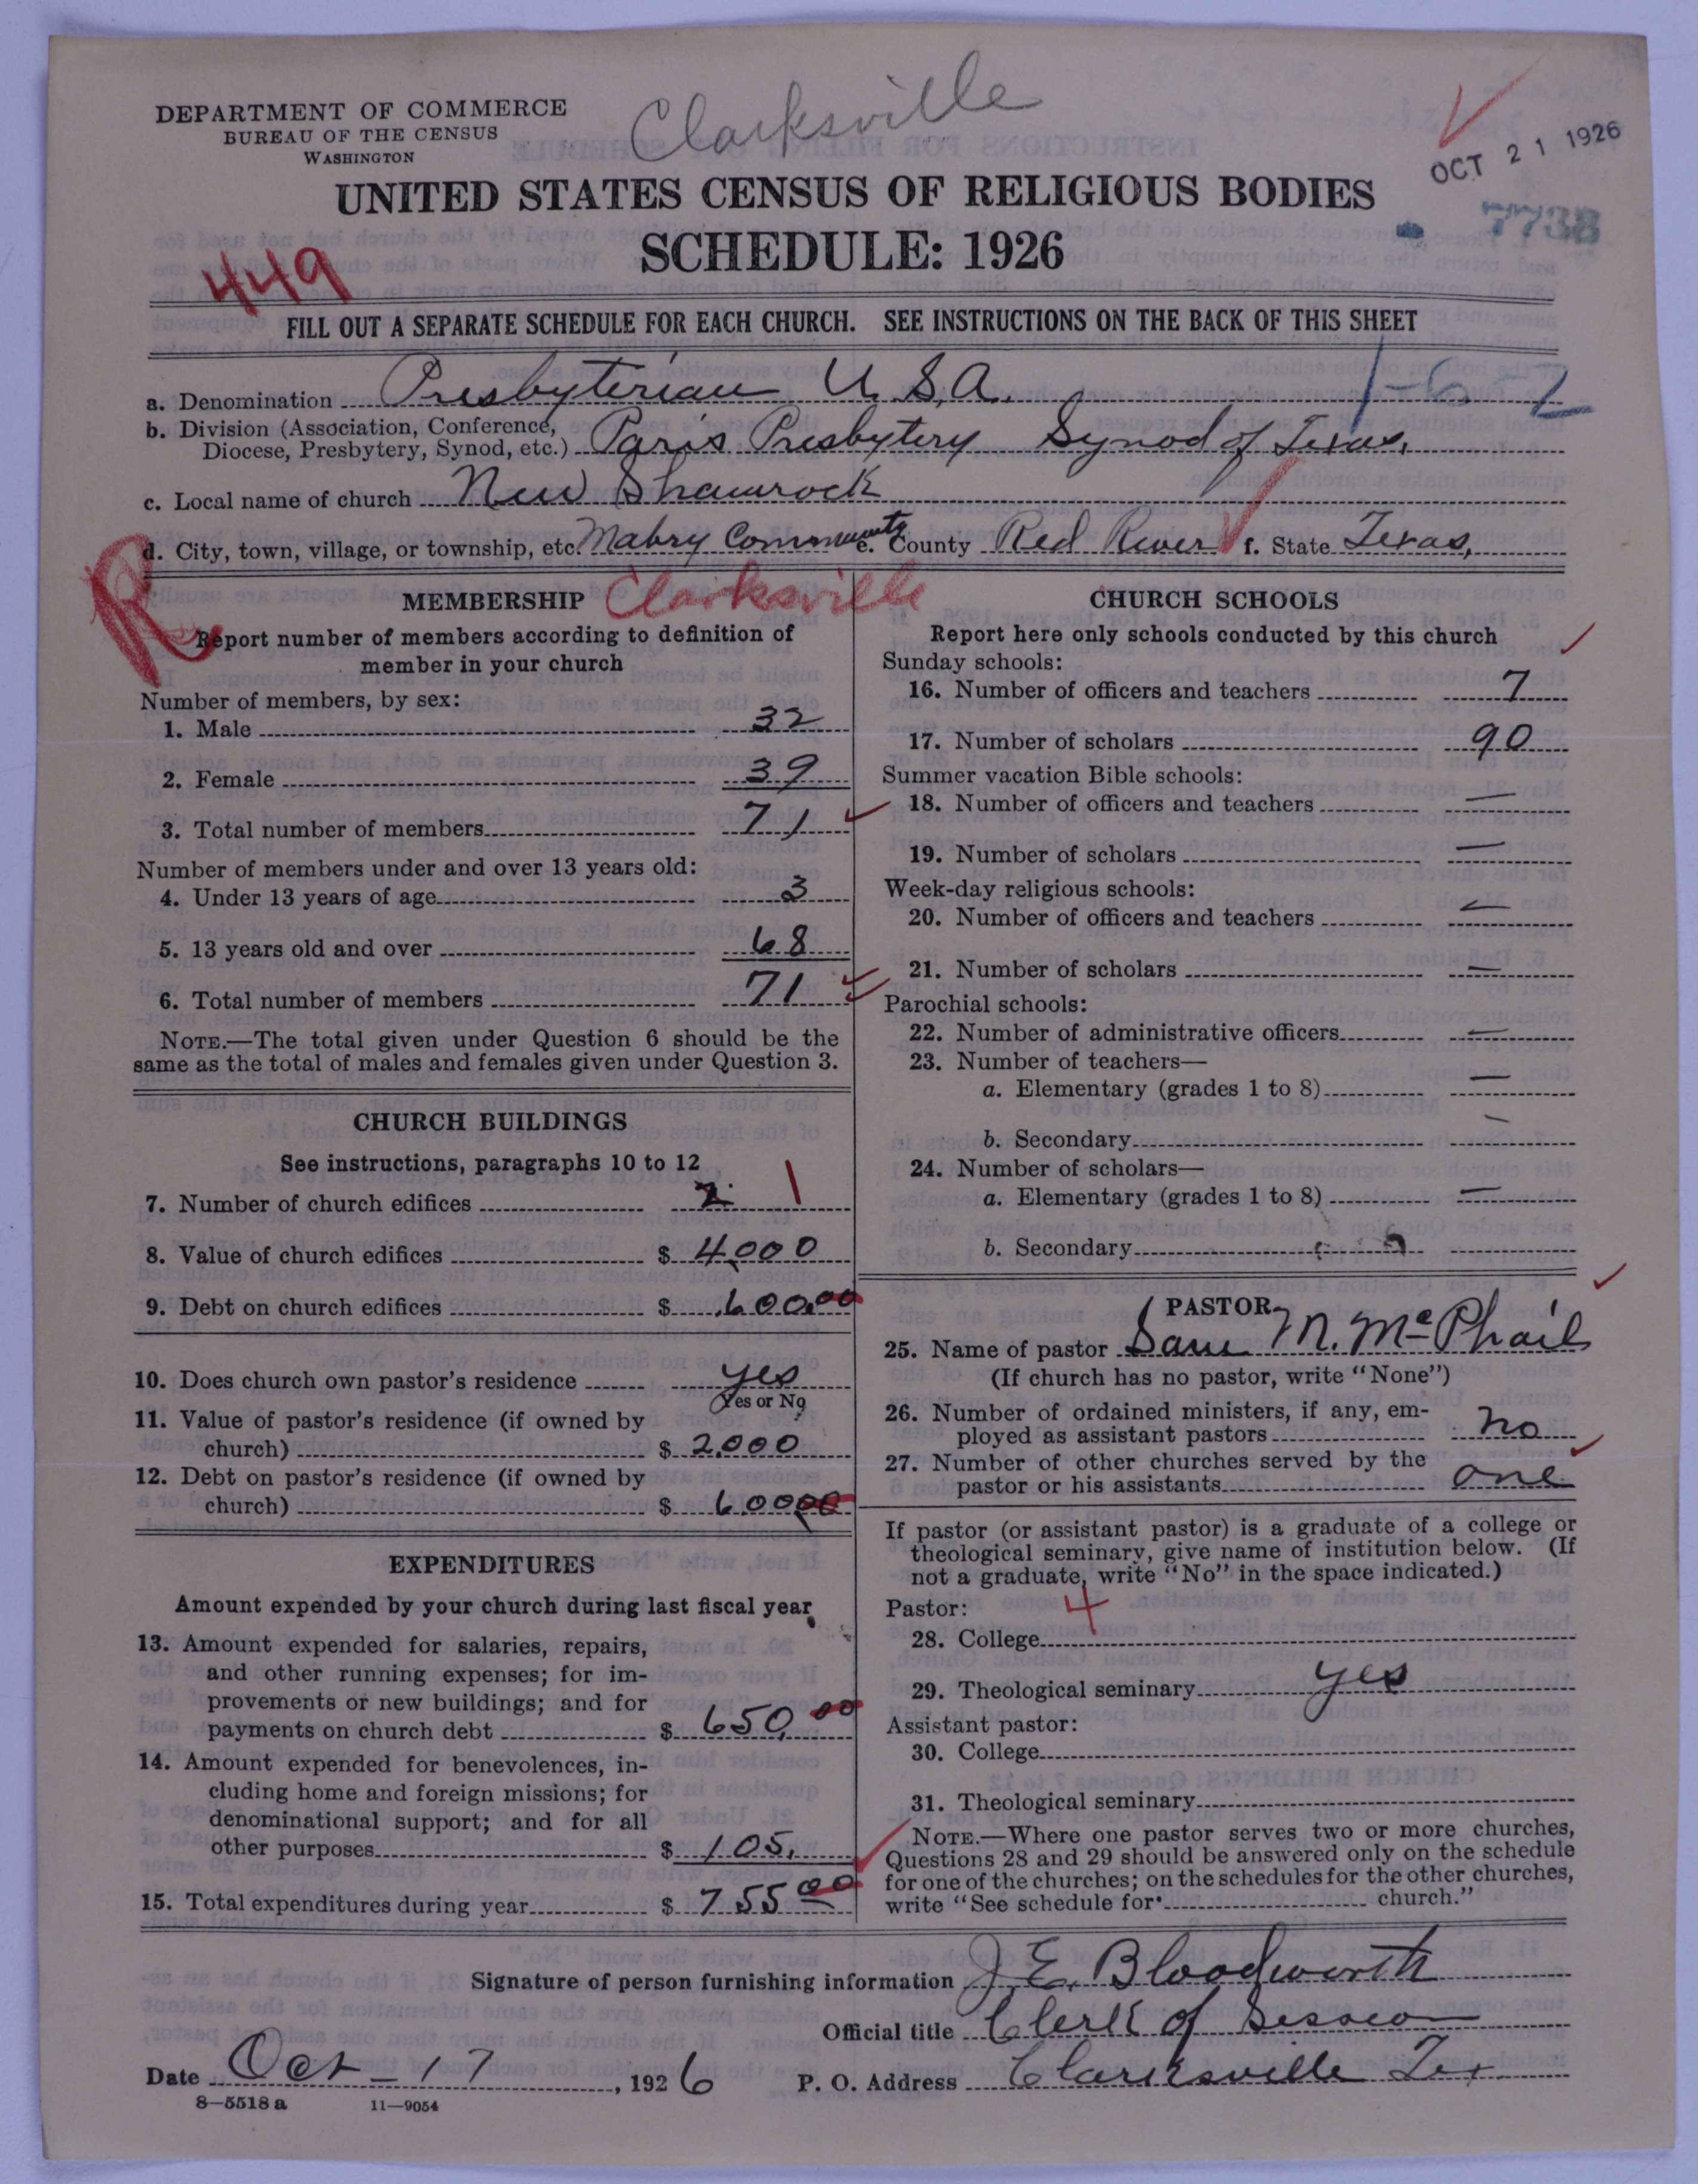 Clarksville
DEPARTMENT OF COMMERCE
BUREAU OF THE CENSUS
WASHINGTON
OCT 21 1926
7738
UNITED STATES CENSUS OF RELIGIOUS BODIES
SCHEDULE: 1926
449
FILL OUT A SEPARATE SCHEDULE FOR EACH CHURCH. SEE INSTRUCTIONS ON THE BACK OF THIS SHEET
1-6-2
a. Denomination Presbyterian U.S.A.
b. Division (Association, Conference,
Diocese, Presbytery, Synod, etc.) Paris Presbytery Synod of Texas,
c. Local name of church New Shamrock
d. City, town, village, or township, etc. Mabry Community e. County Red River f. State Texas,
R
MEMBERSHIP Clarksville
Report number of members according to definition of
member in your church
Number of members, by sex:
1. Male 32
2. Female 39
3. Total number of members 71
Number of members under and over 13 years old:
4. Under 13 years of age 3
5. 13 years old and over 68
6. Total number of members 71
NOTE.—The total given under Question 6 should be the
same as the total of males and females given under Question 3.
CHURCH BUILDINGS
See instructions, paragraphs 10 to 12
7. Number of church edifices 2 1
8. Value of church edifices $ 4000
9. Debt on church edifices $ 600.00
10. Does church own pastor's residence yes
Yes or No
11. Value of pastor's residence (if owned by
church) $ 2000
12. Debt on pastor's residence (if owned by
church) $ 60000
EXPENDITURES
Amount expended by your church during last fiscal year
13. Amount expended for salaries, repairs,
and other running expenses; for im-
provements or new buildings; and for
payments on church debt $ 650.00
14. Amount expended for benevolences, in-
cluding home and foreign missions; for
denominational support; and for all
other purposes $ 105.
15. Total expenditures during year $ 755 00
CHURCH SCHOOLS
Report here only schools conducted by this church
Sunday schools:
16. Number of officers and teachers 7
17. Number of scholars 90
Summer vacation Bible schools:
18. Number of officers and teachers —
19. Number of scholars —
Week-day religious schools:
20. Number of officers and teachers —
21. Number of scholars —
Parochial schools:
22. Number of administrative officers —
23. Number of teachers—
a. Elementary (grades 1 to 8) —
b. Secondary —
24. Number of scholars—
a. Elementary (grades 1 to 8) —
b. Secondary
PASTOR
25. Name of pastor Sam M. McPhail
(If church has no pastor, write "None")
26. Number of ordained ministers, if any, em-
ployed as assistant pastors no
27. Number of other churches served by the
pastor or his assistants one
If pastor (or assistant pastor) is a graduate of a college or
theological seminary, give name of institution below. (If
not a graduate, write "No" in the space indicated.)
Pastor: 4
28. College
29. Theological seminary yes
Assistant pastor:
30. College
31. Theological seminary
NOTE.—Where one pastor serves two or more churches,
Questions 28 and 29 should be answered only on the schedule
for one of the churches; on the schedules for the other churches,
write "See schedule for church."
Signature of person furnishing information J. E. Bloodworth
Official title Clerk of Session
Date Oct - 17, 1926 P. O. Address Clarksville Tex.
8—5518 a 11—9054